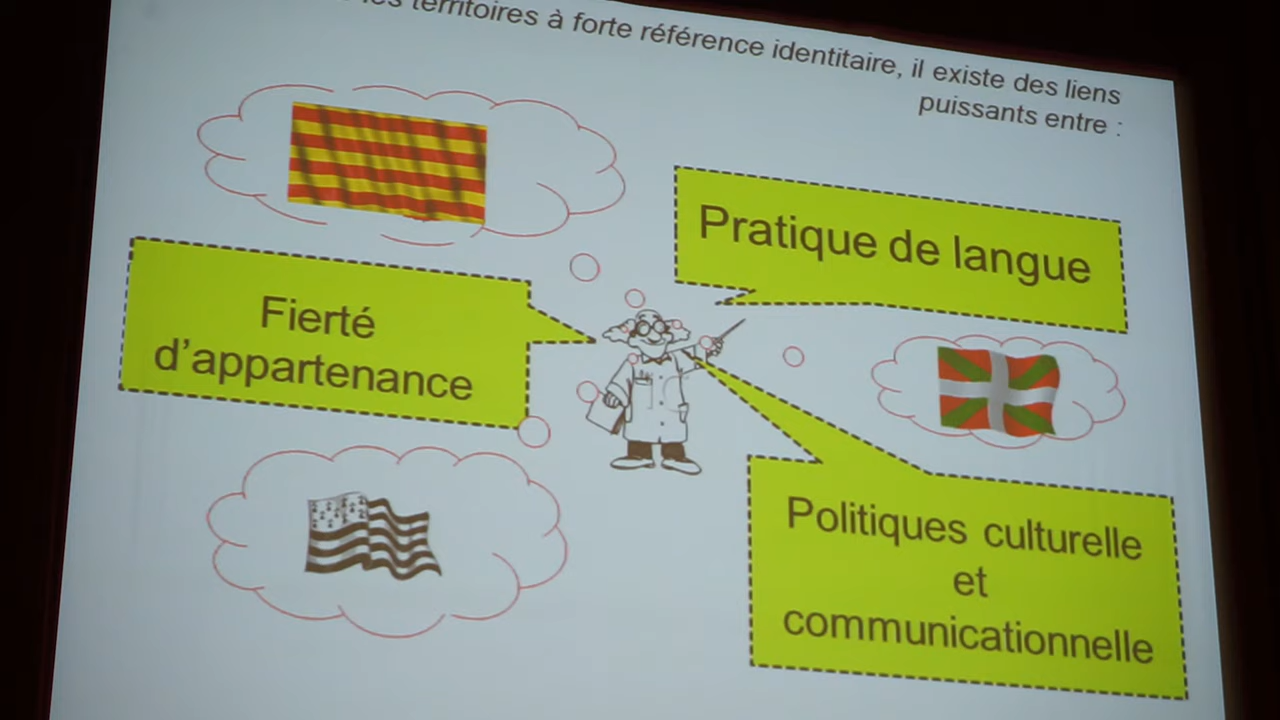 les territoires à forte référence identitaire, il existe des liens
puissants entre :
Pratique de langue
Fierté
d'appartenance
Politiques culturelle
et
communicationnelle